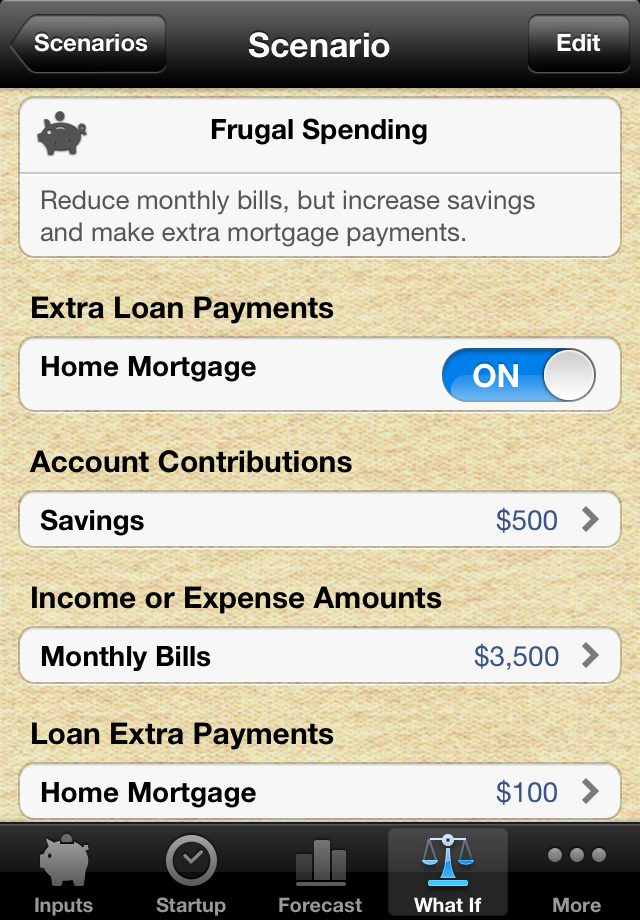 Scenarios
Scenario
Edit
Frugal Spending
Reduce monthly bills, but increase savings
and make extra mortgage payments.
Extra Loan Payments
Home Mortgage
ON
Account Contributions
Savings $500
Income or Expense Amounts
Monthly Bills $3,500
Loan Extra Payments
Home Mortgage $100
Inputs
Startup
Forecast
What If
More